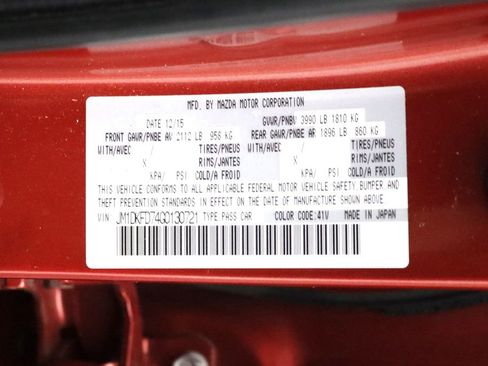 MFD. BY MAZDA MOTOR CORPORATION
DATE 12/15 GVWR/PNBV 3990 LB 1810 KG
FRONT GAWR/PNBE AV 2112 LB 958 KG REAR GAWR/PNBE AR 1896 LB 860 KG
WITH/AVEC / TIRES/PNEUS WITH/AVEC / TIRES/PNEUS
X RIMS/JANTES X RIMS/JANTES
KPA/ PSI COLD/A FROID KPA/ PSI COLD/A FROID
THIS VEHICLE CONFORMS TO ALL APPLICABLE FEDERAL MOTOR VEHICLE SAFETY, BUMPER AND
THEFT PREVENTION STANDARDS IN EFFECT ON THE DATE OF MANUFACTURE SHOWN ABOVE.
VIN JM1DKFD74G0130721 TYPE PASS CAR COLOR CODE:41V MADE IN JAPAN